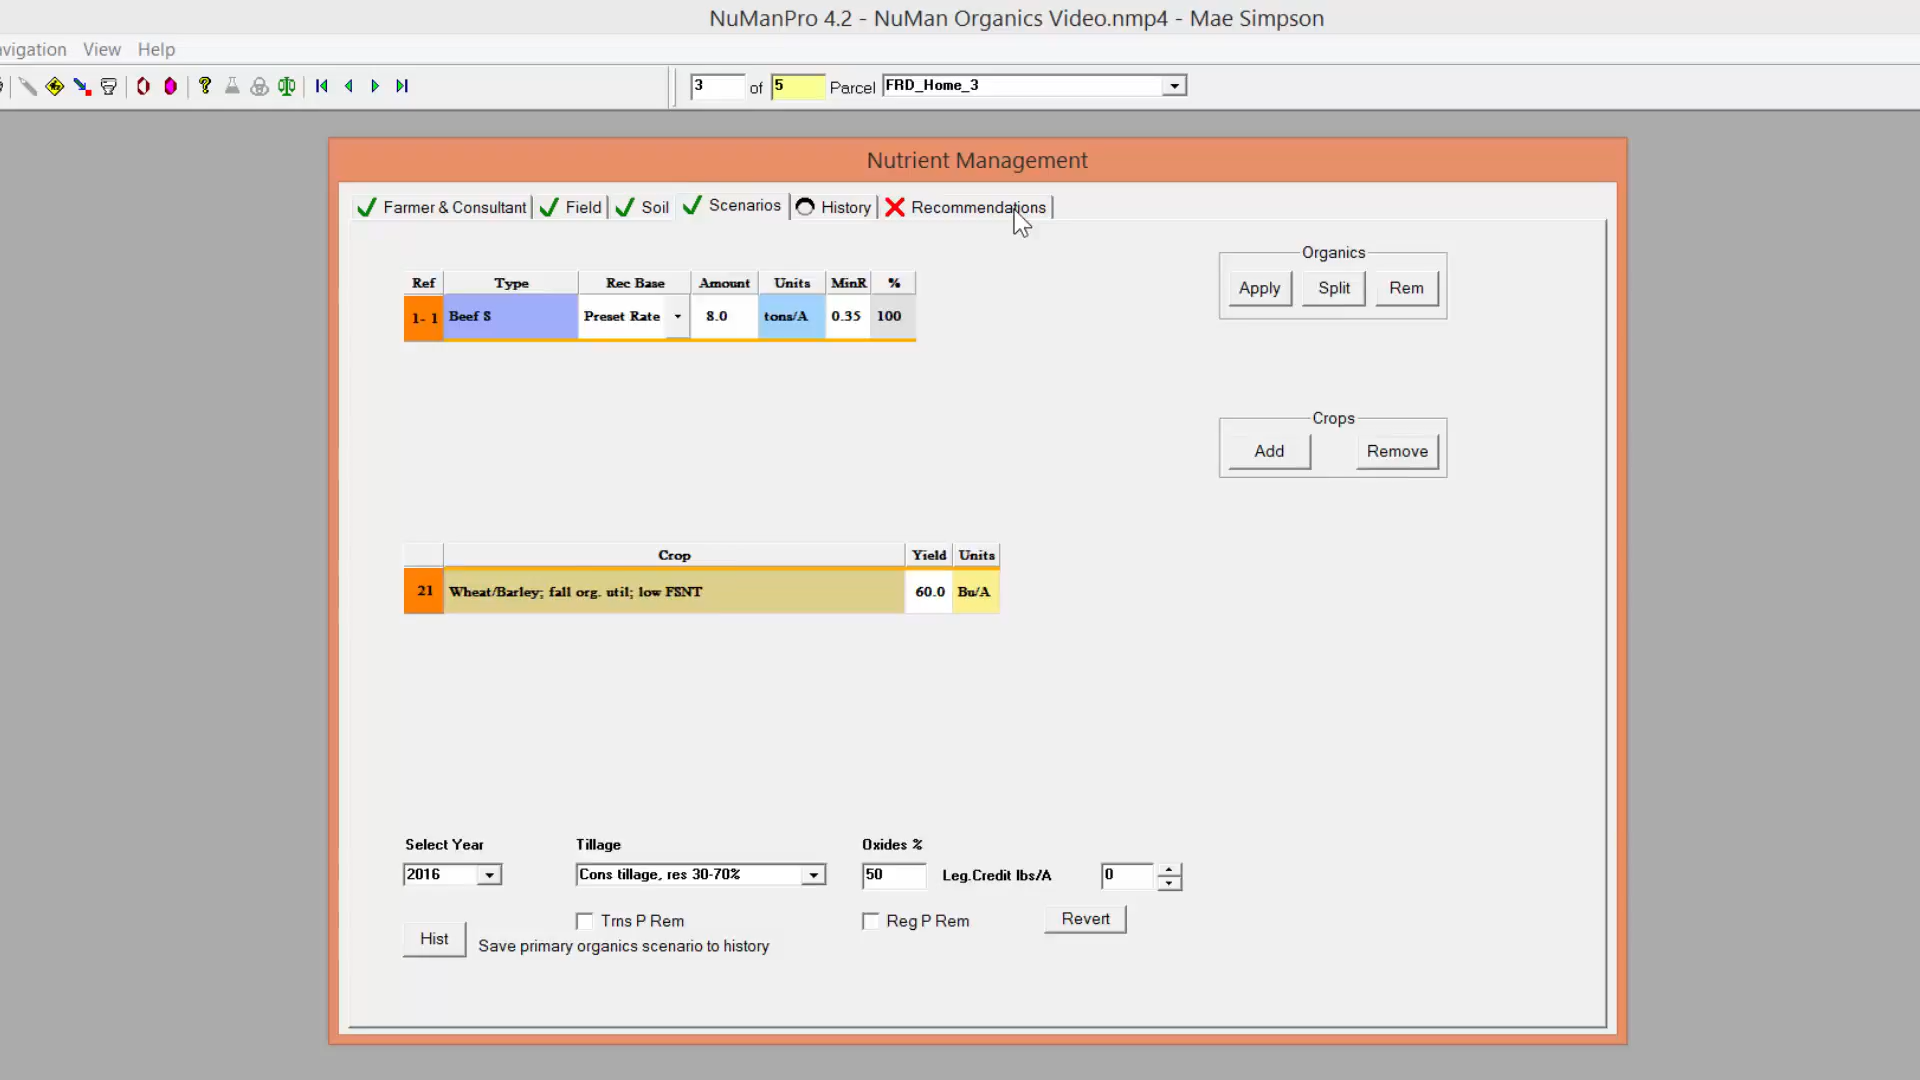 NuManPro 4.2 - NuMan Organics Video.nmp4 - Mae Simpson
avigation View Help
3 of 5 Parcel FRD_Home_3
Nutrient Management
Farmer & Consultant Field Soil Scenarios History Recommendations
Organics
Apply Split Rem
Ref Type Rec Base Amount Units MinR %
1- 1 Beef 8 Preset Rate 8.0 tons/A 0.35 100
Crops
Add Remove
Crop Yield Units
21 Wheat/Barley; fall org. util; low FSNT 60.0 Bu/A
Select Year Tillage Oxides %
2016 Cons tillage, res 30-70% 50 Leg.Credit lbs/A 0
Trns P Rem Reg P Rem Revert
Hist Save primary organics scenario to history